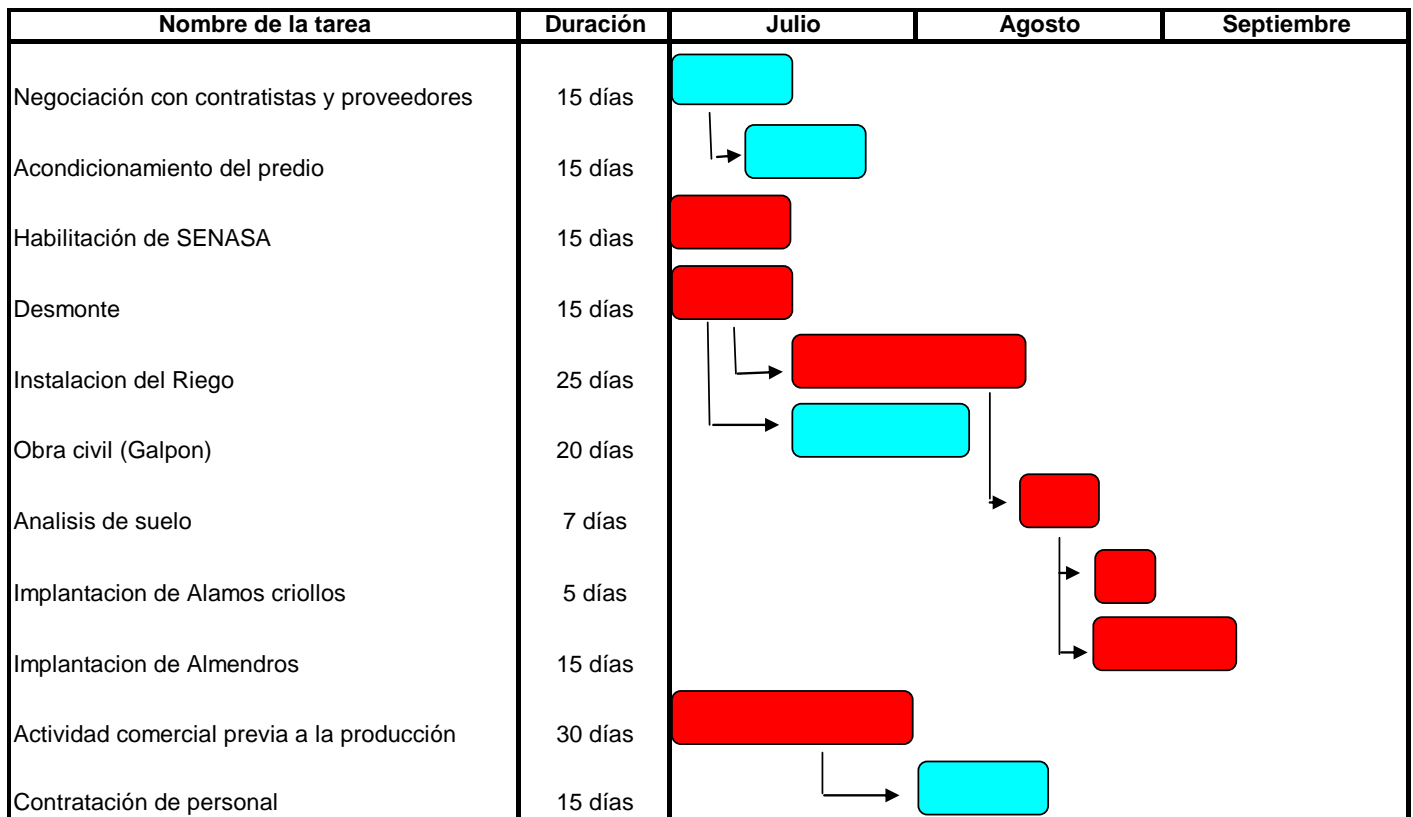 Nombre de la tarea Duración Julio Agosto Septiembre
Negociación con contratistas y proveedores 15 días
Acondicionamiento del predio 15 días
Habilitación de SENASA 15 dìas
Desmonte 15 días
Instalacion del Riego 25 días
Obra civil (Galpon) 20 días
Analisis de suelo 7 días
Implantacion de Alamos criollos 5 días
Implantacion de Almendros 15 días
Actividad comercial previa a la producción 30 días
Contratación de personal 15 días